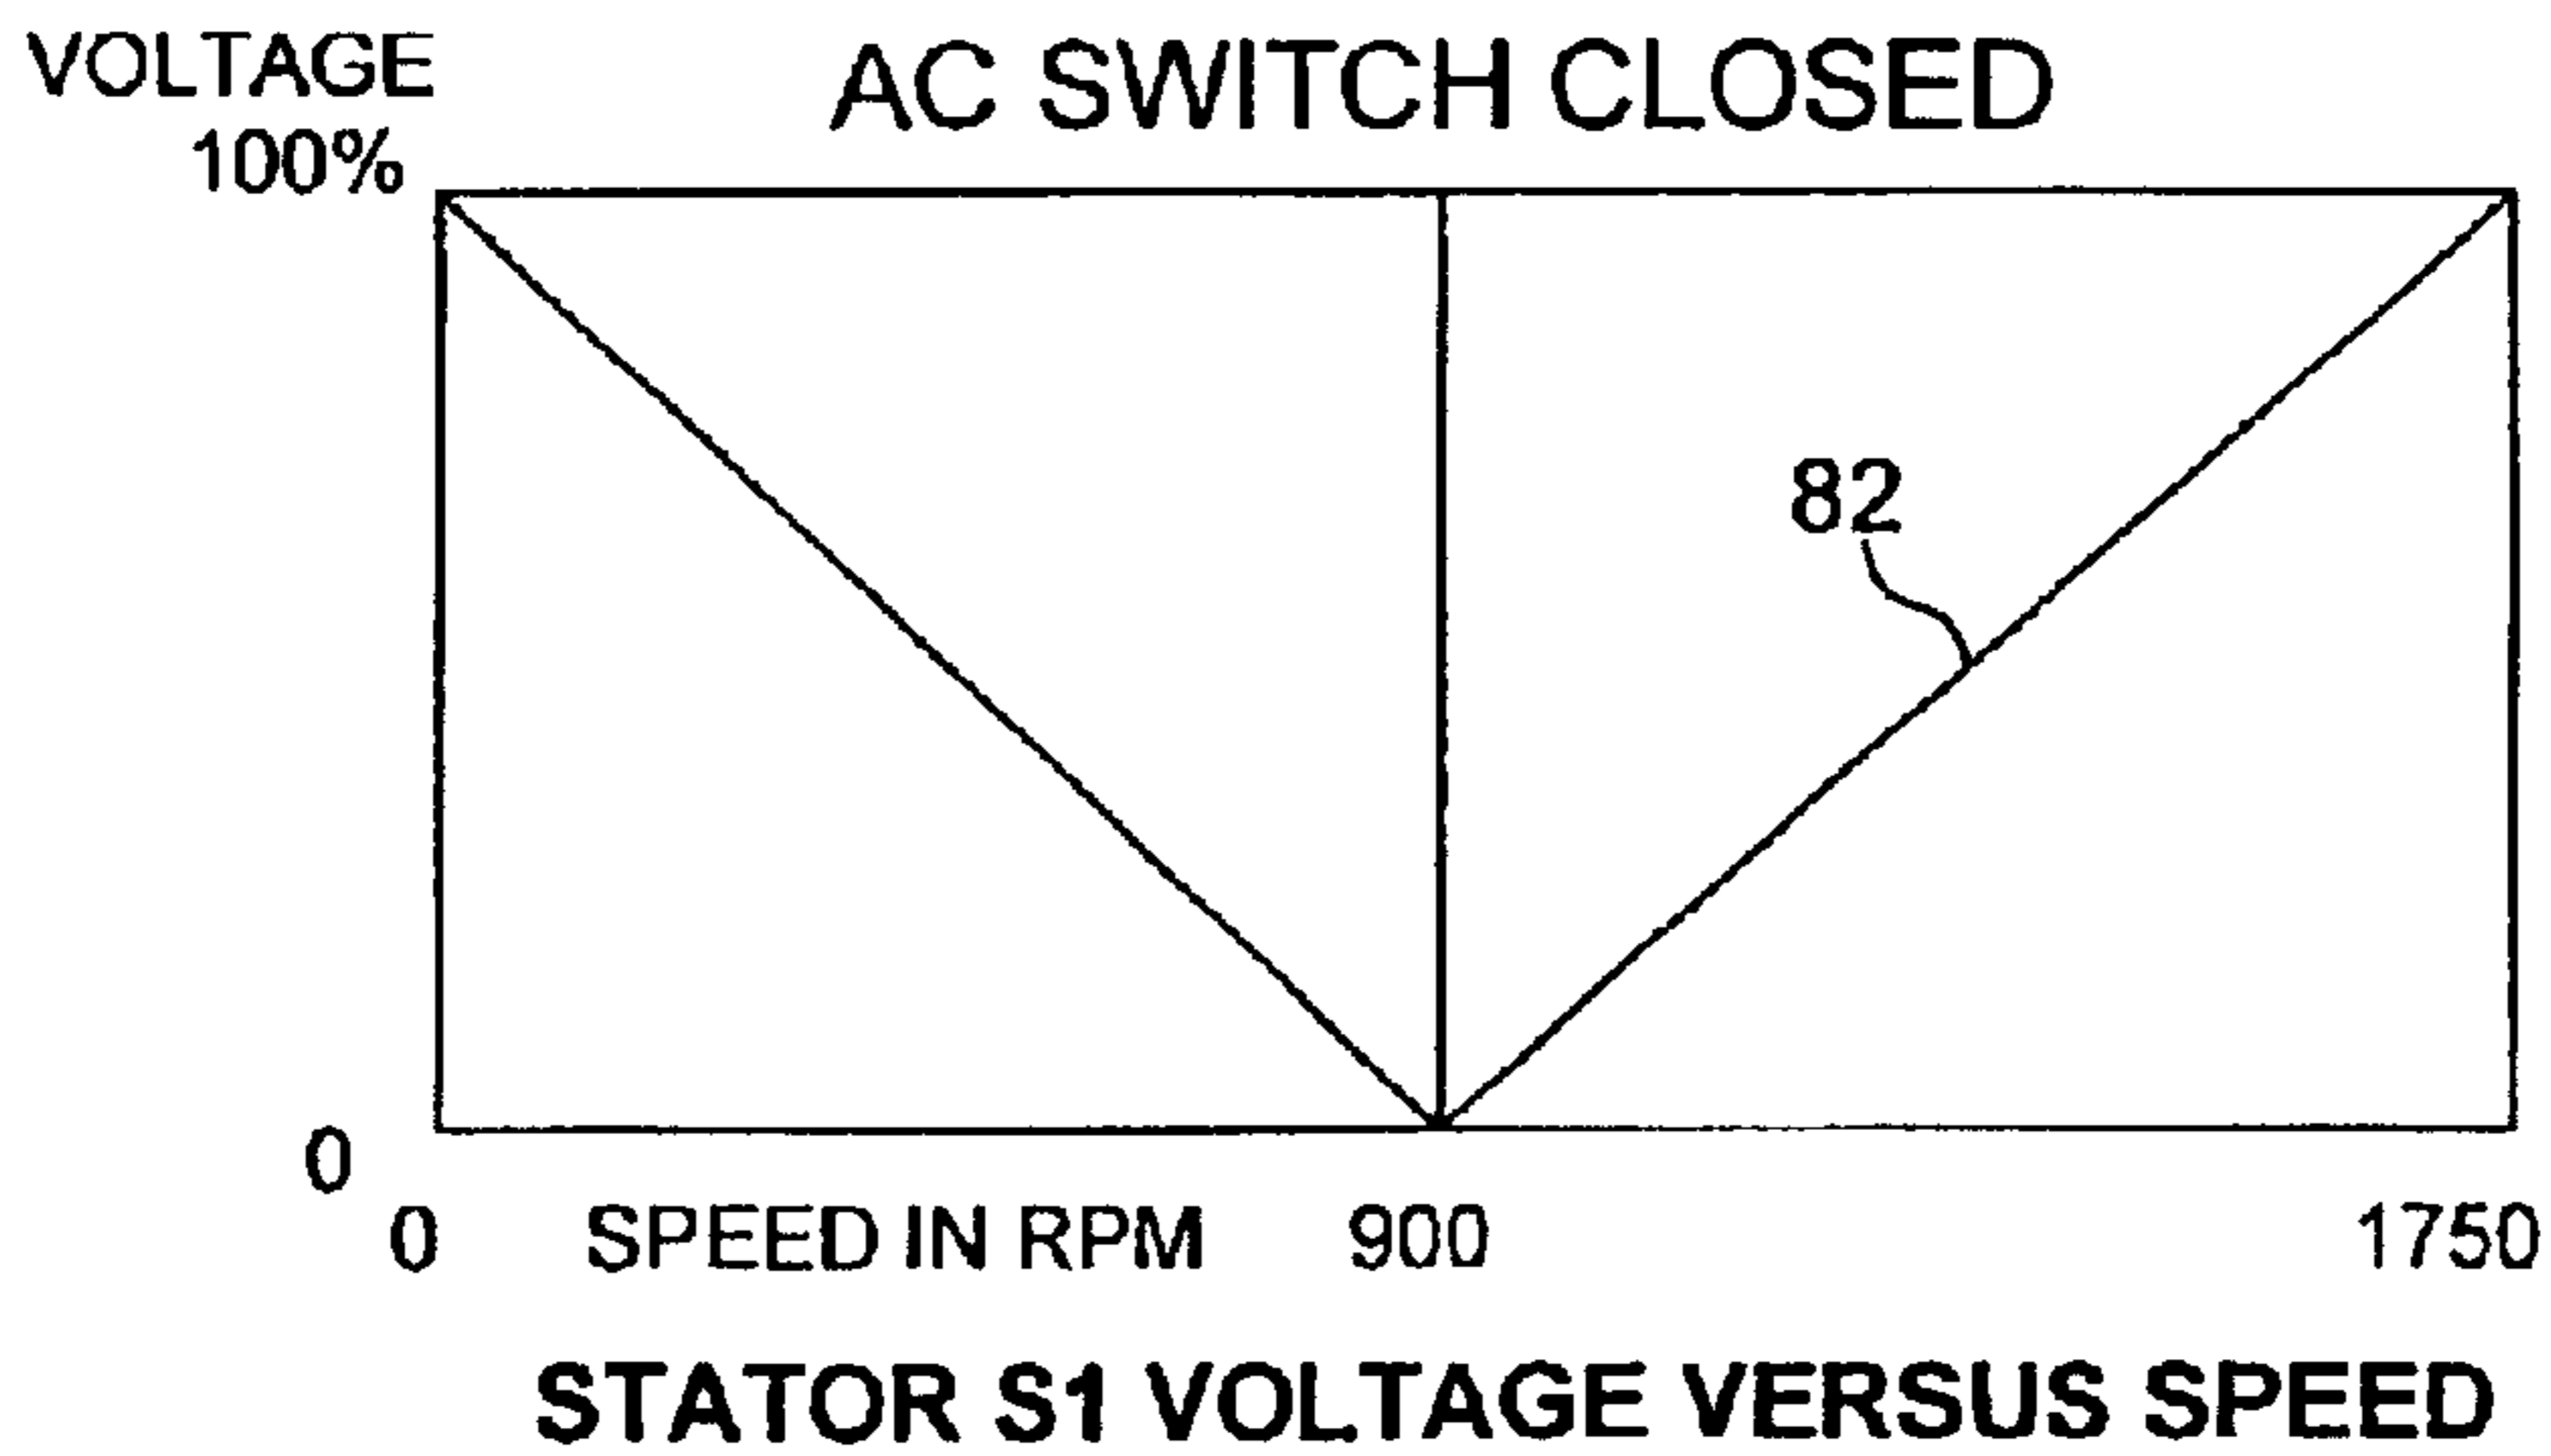 VOLTAGE
100%
AC SWITCH CLOSED
82
0
0 SPEED IN RPM 900 1750
STATOR S1 VOLTAGE VERSUS SPEED